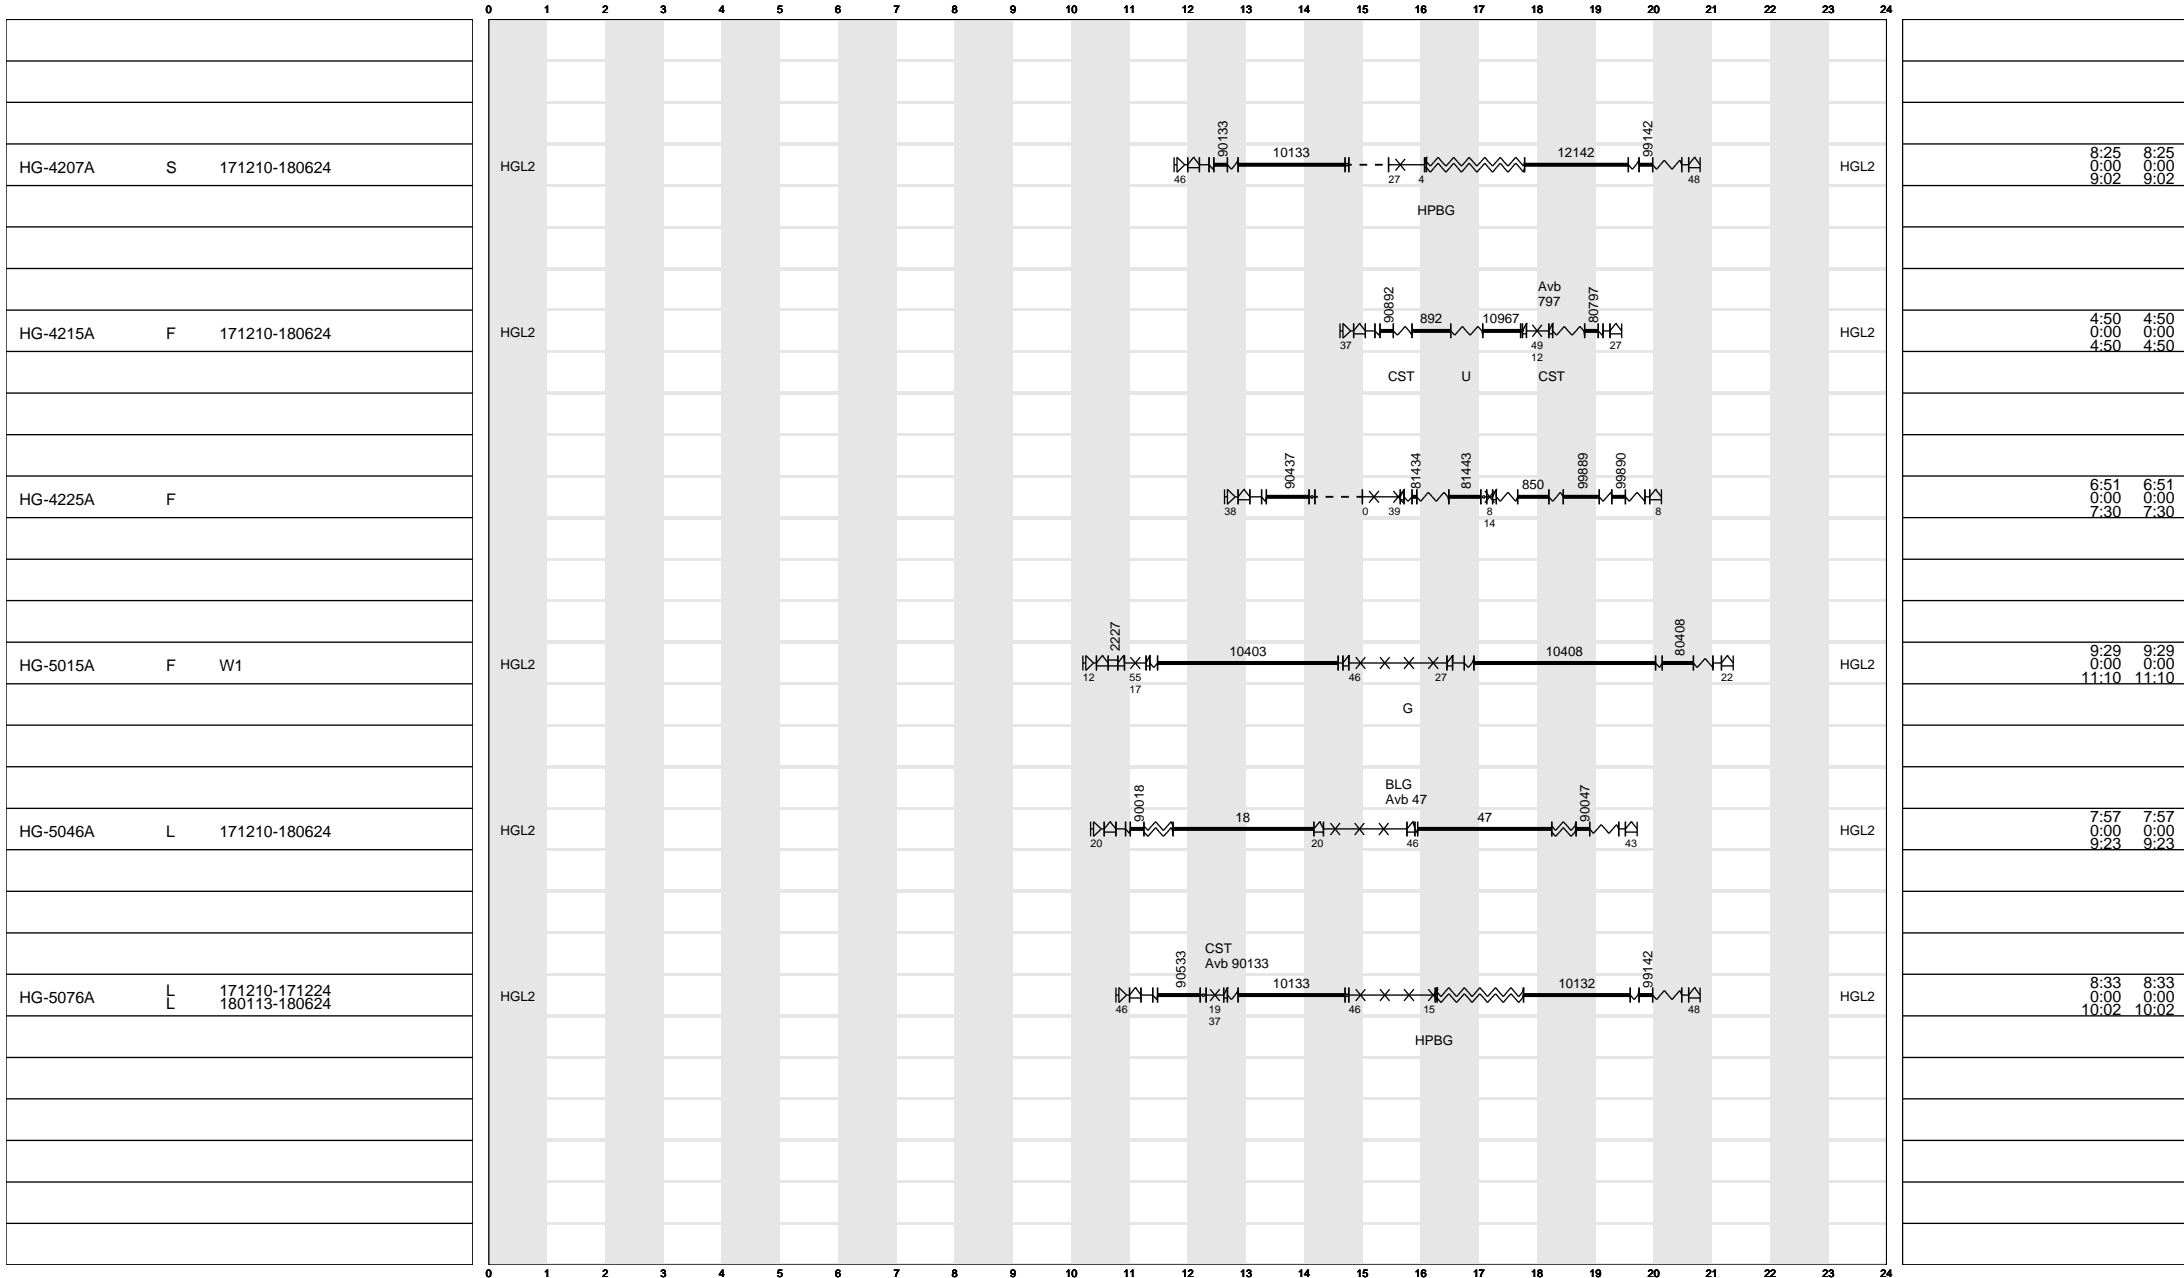 0 1 2 3 4 5 6 7 8 9 10 11 12 13 14 15 16 17 18 19 20 21 22 23 24
90133 99142
10133 12142
HG-4207A S 171210-180624 HGL2 HGL2 8:25 8:25
0:00 0:00
9:02 9:02
46 27 4 48
HPBG
Avb
797
90892 80797
892 10967
HG-4215A F 171210-180624 HGL2 HGL2 4:50 4:50
0:00 0:00
4:50 4:50
37 49 27
12
CST U CST
90437 81434 81443 99889 99890
850
HG-4225A F 6:51 6:51
0:00 0:00
7:30 7:30
38 0 39 8 8
14
2227 80408
10403 10408
HG-5015A F W1 HGL2 HGL2 9:29 9:29
0:00 0:00
11:10 11:10
12 55 46 27 22
17
G
BLG
Avb 47
90018 90047
18 47
HG-5046A L 171210-180624 HGL2 HGL2 7:57 7:57
0:00 0:00
9:23 9:23
20 20 46 43
CST
Avb 90133
90533 99142
10133 10132
HG-5076A L 171210-171224 HGL2 HGL2 8:33 8:33
L 180113-180624 0:00 0:00
10:02 10:02
46 19 46 15 48
37
HPBG
0 1 2 3 4 5 6 7 8 9 10 11 12 13 14 15 16 17 18 19 20 21 22 23 24